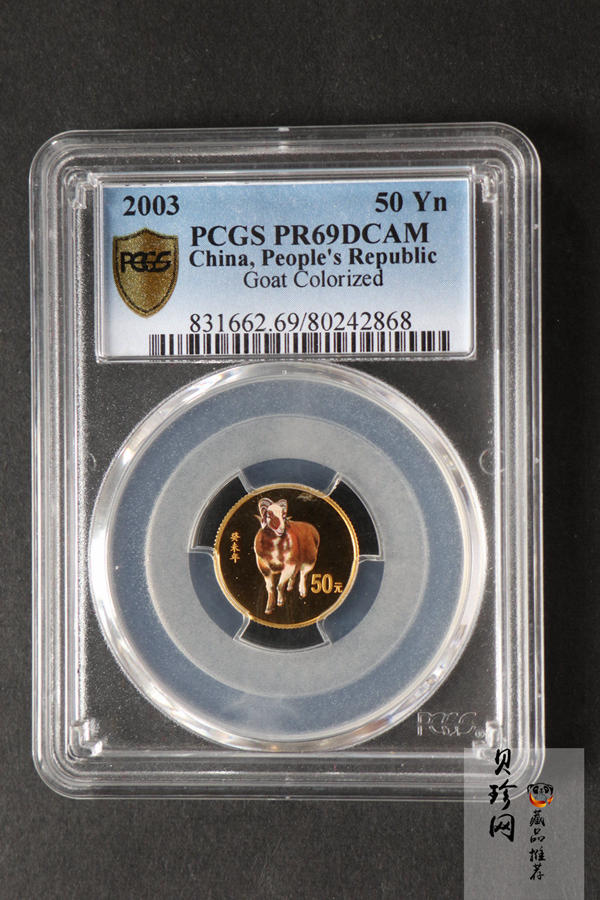 2003 50 Yn
PCGS PR69DCAM
China, People's Republic
Goat Colorized
831662.69/80242868
PCGS
癸未年
50元
PCGS
贝珍网
藏品推荐